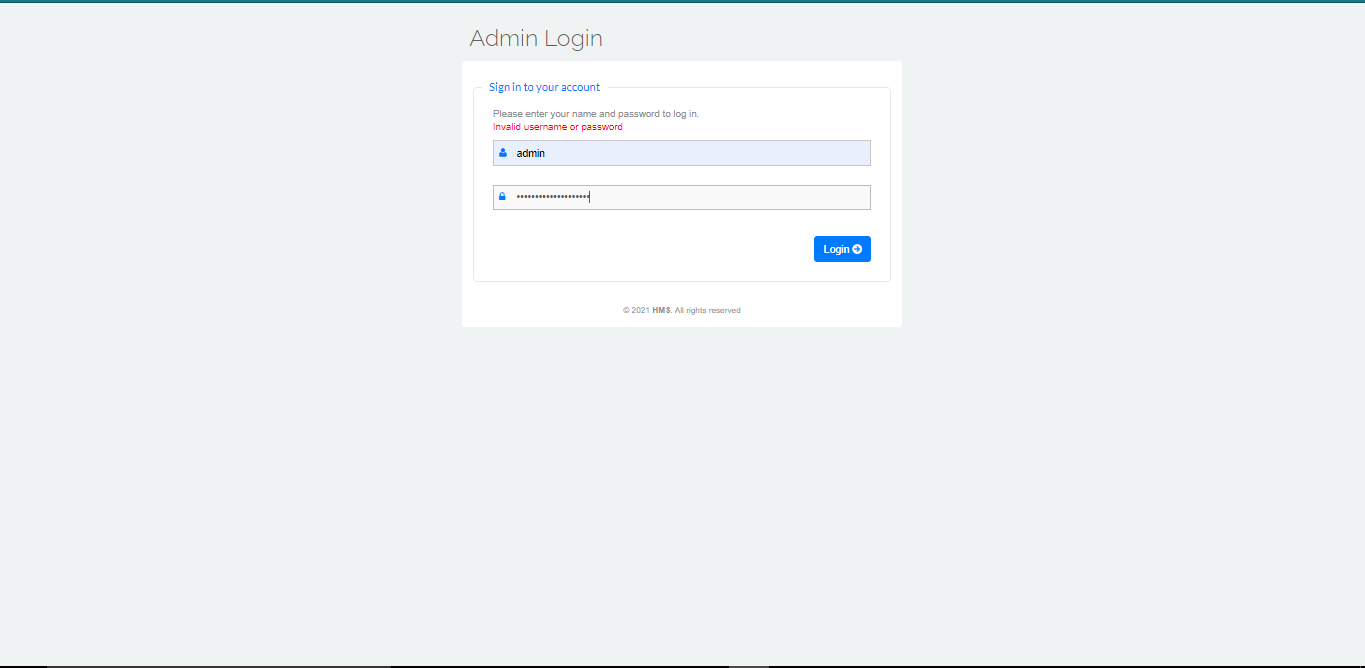 Admin Login
Sign in to your account
Please enter your name and password to log in.
Invalid username or password
admin
••••••••••••••••••••
Login
© 2021 HMS. All rights reserved